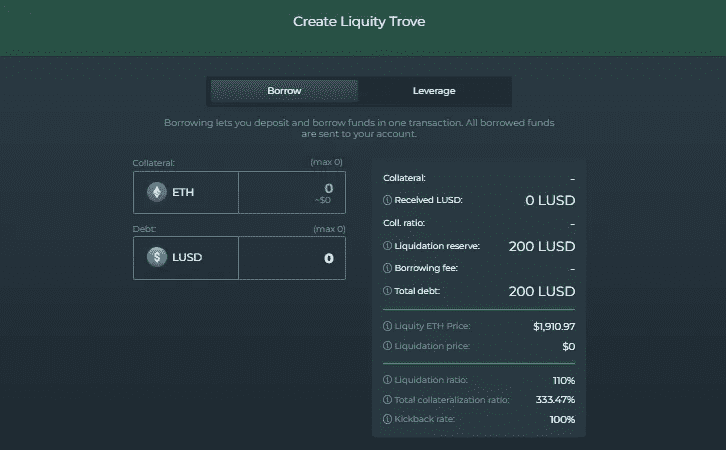 Create Liquity Trove
Borrow
Leverage
Borrowing lets you deposit and borrow funds in one transaction. All borrowed funds
are sent to your account.
Collateral: (max 0)
ETH 0
~$0
Debt: (max 0)
LUSD 0
Collateral: –
Received LUSD: 0 LUSD
Coll. ratio: –
Liquidation reserve: 200 LUSD
Borrowing fee: –
Total debt: 200 LUSD
Liquity ETH Price: $1,910.97
Liquidation price: $0
Liquidation ratio: 110%
Total collateralization ratio: 333.47%
Kickback rate: 100%